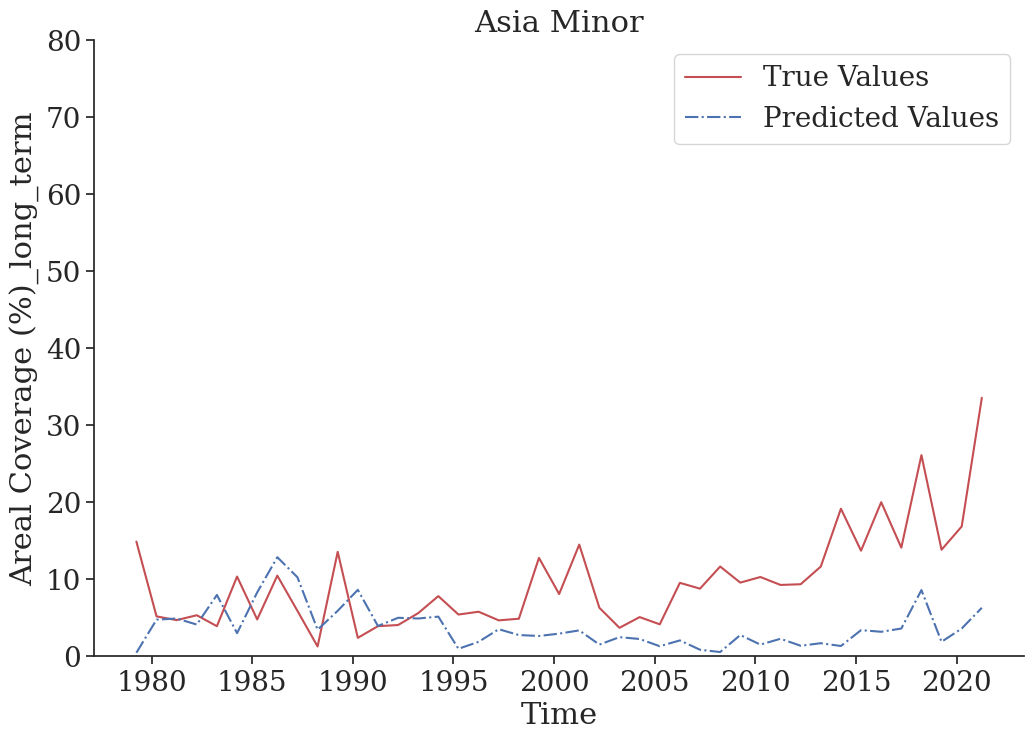 Asia Minor
True Values
Predicted Values
Areal Coverage (%)_long_term
80
70
60
50
40
30
20
10
0
1980 1985 1990 1995 2000 2005 2010 2015 2020
Time